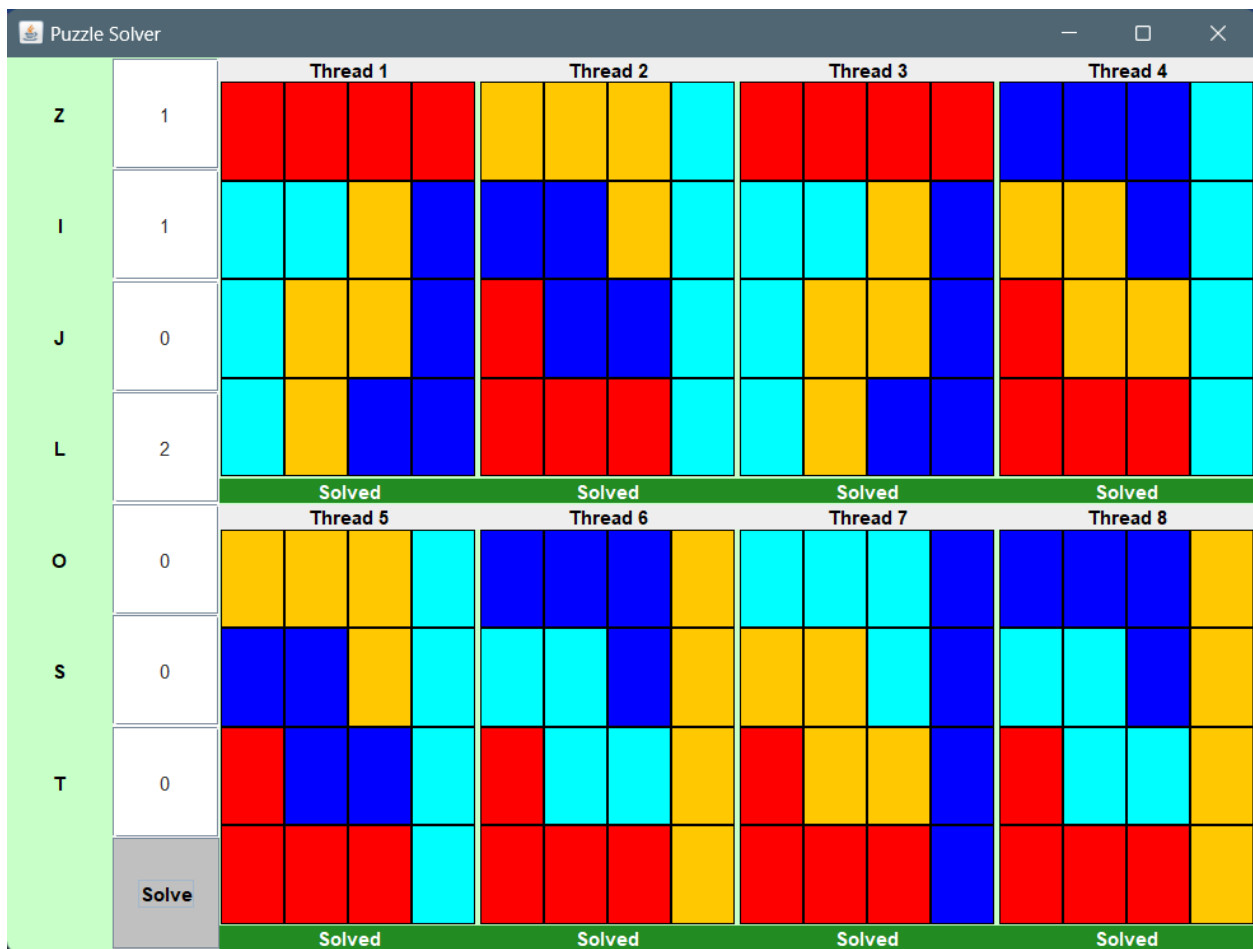 Puzzle Solver
Z 1
I 1
J 0
L 2
O 0
S 0
T 0
Solve
Thread 1 Thread 2 Thread 3 Thread 4
Solved Solved Solved Solved
Thread 5 Thread 6 Thread 7 Thread 8
Solved Solved Solved Solved